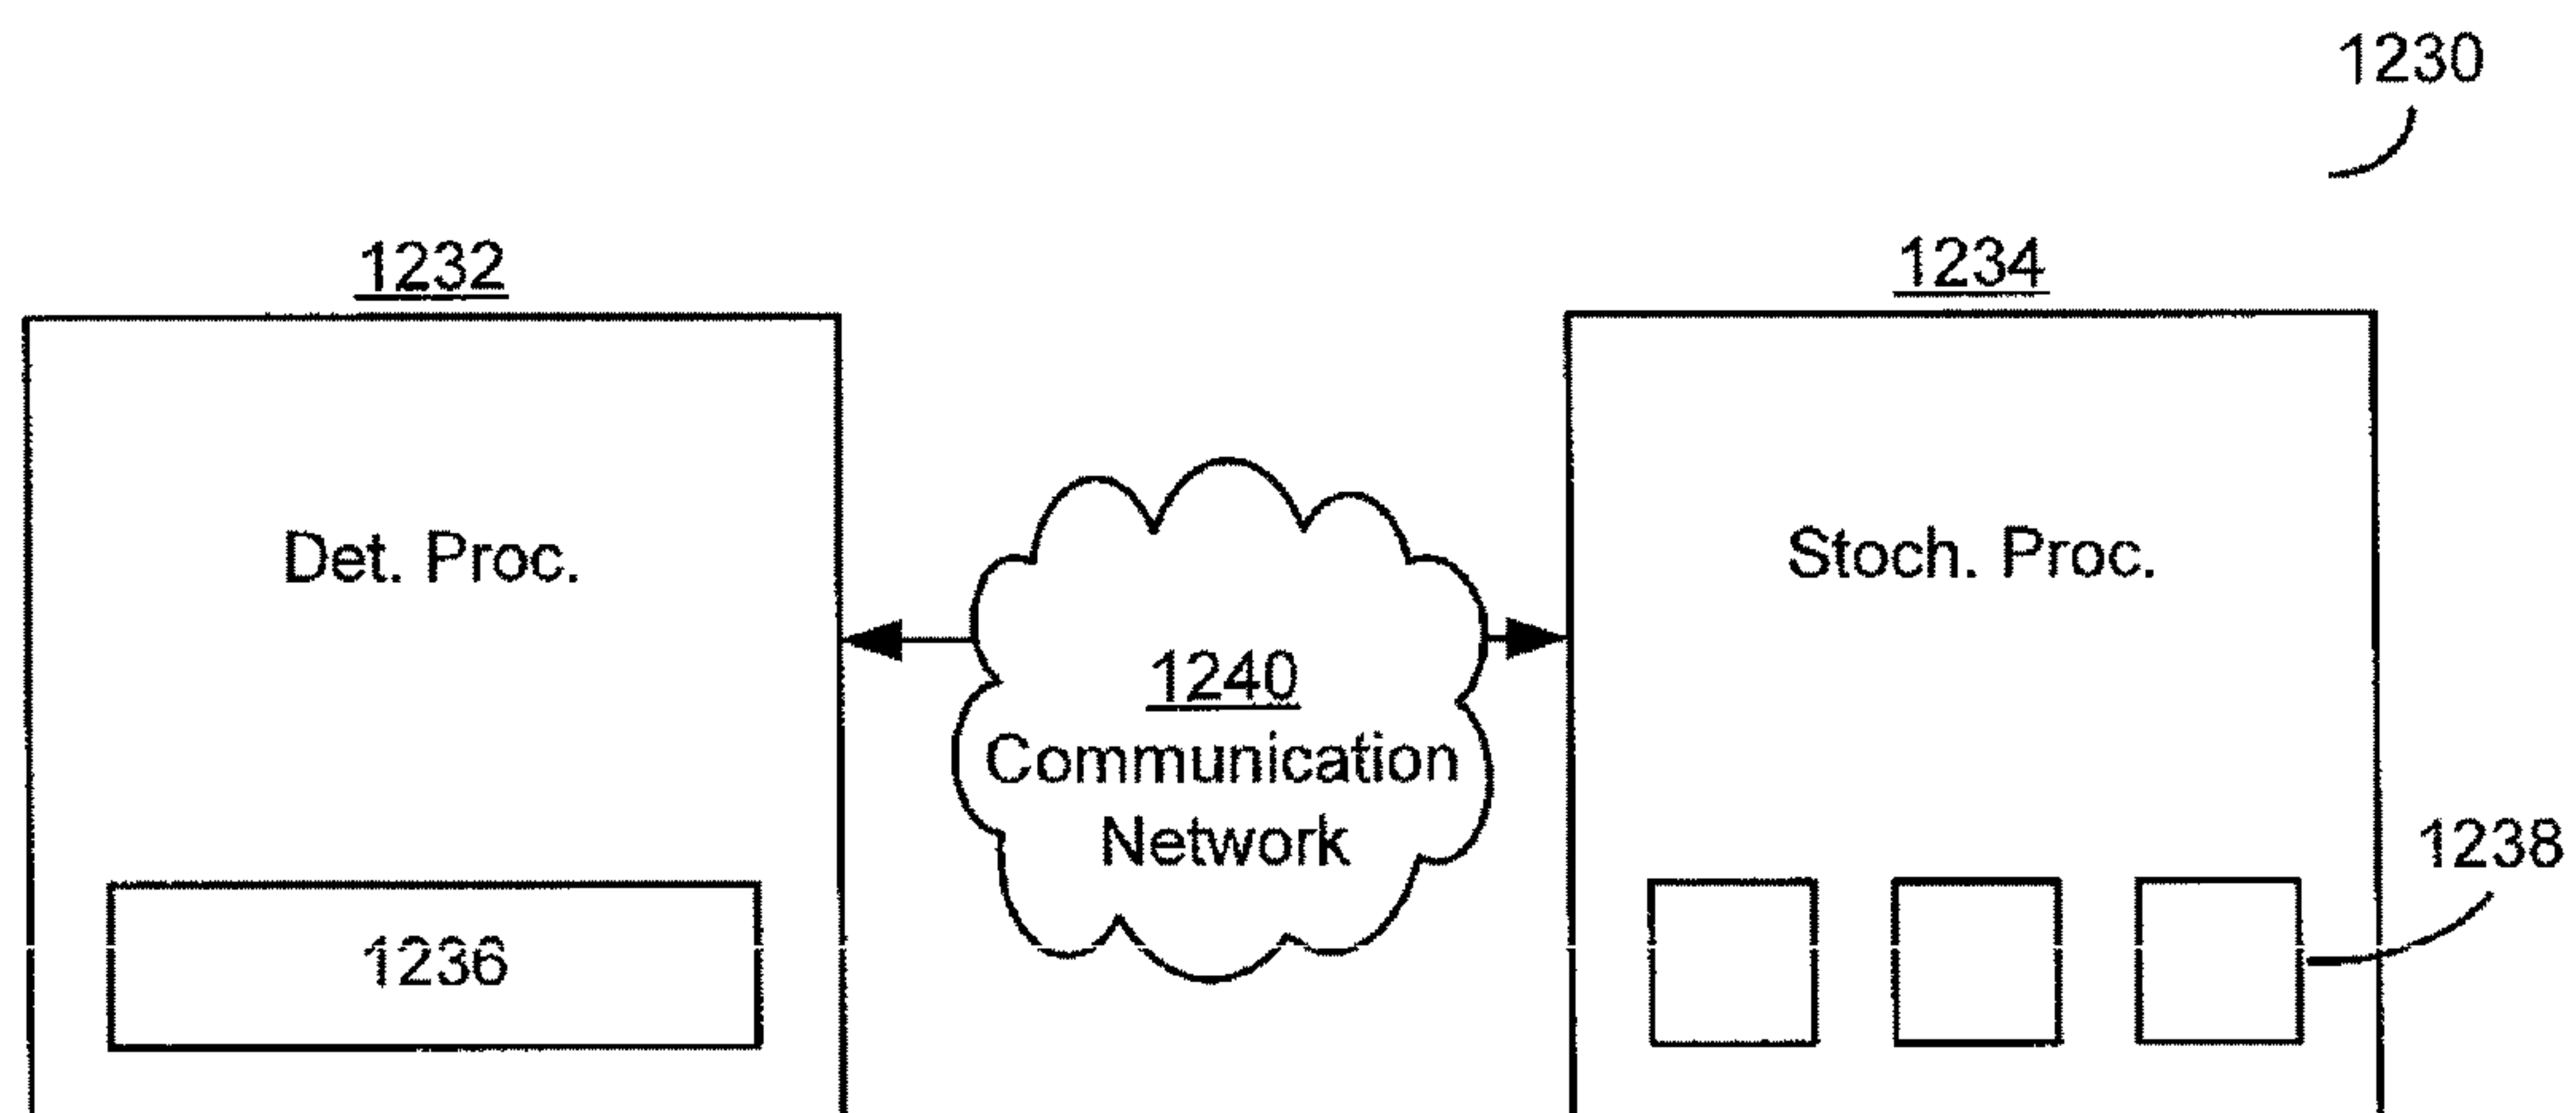 1230
1232
1234
Det. Proc.
Stoch. Proc.
1240
Communication
Network
1238
1236